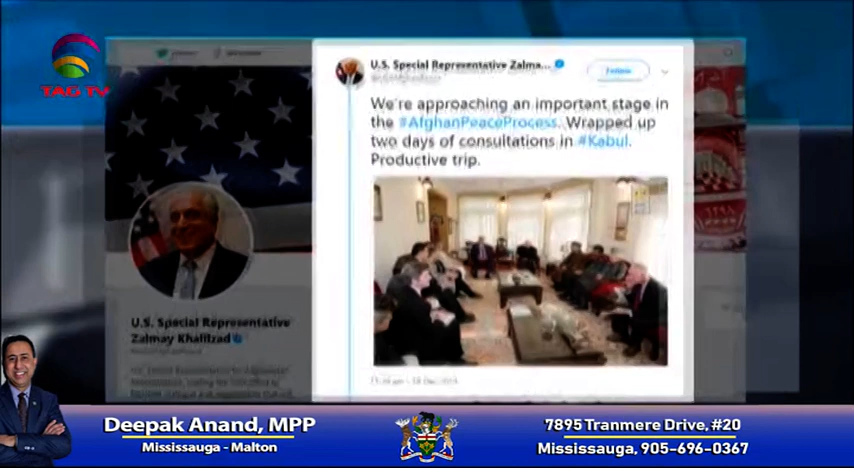 TAG TV
U.S. Special Representative Zalma...
Follow
We're approaching an important stage in
the #AfghanPeaceProcess. Wrapped up
two days of consultations in #Kabul.
Productive trip.
U.S. Special Representative
Zalmay Khalilzad
Deepak Anand, MPP
Mississauga - Malton
7895 Tranmere Drive, #20
Mississauga, 905-696-0367